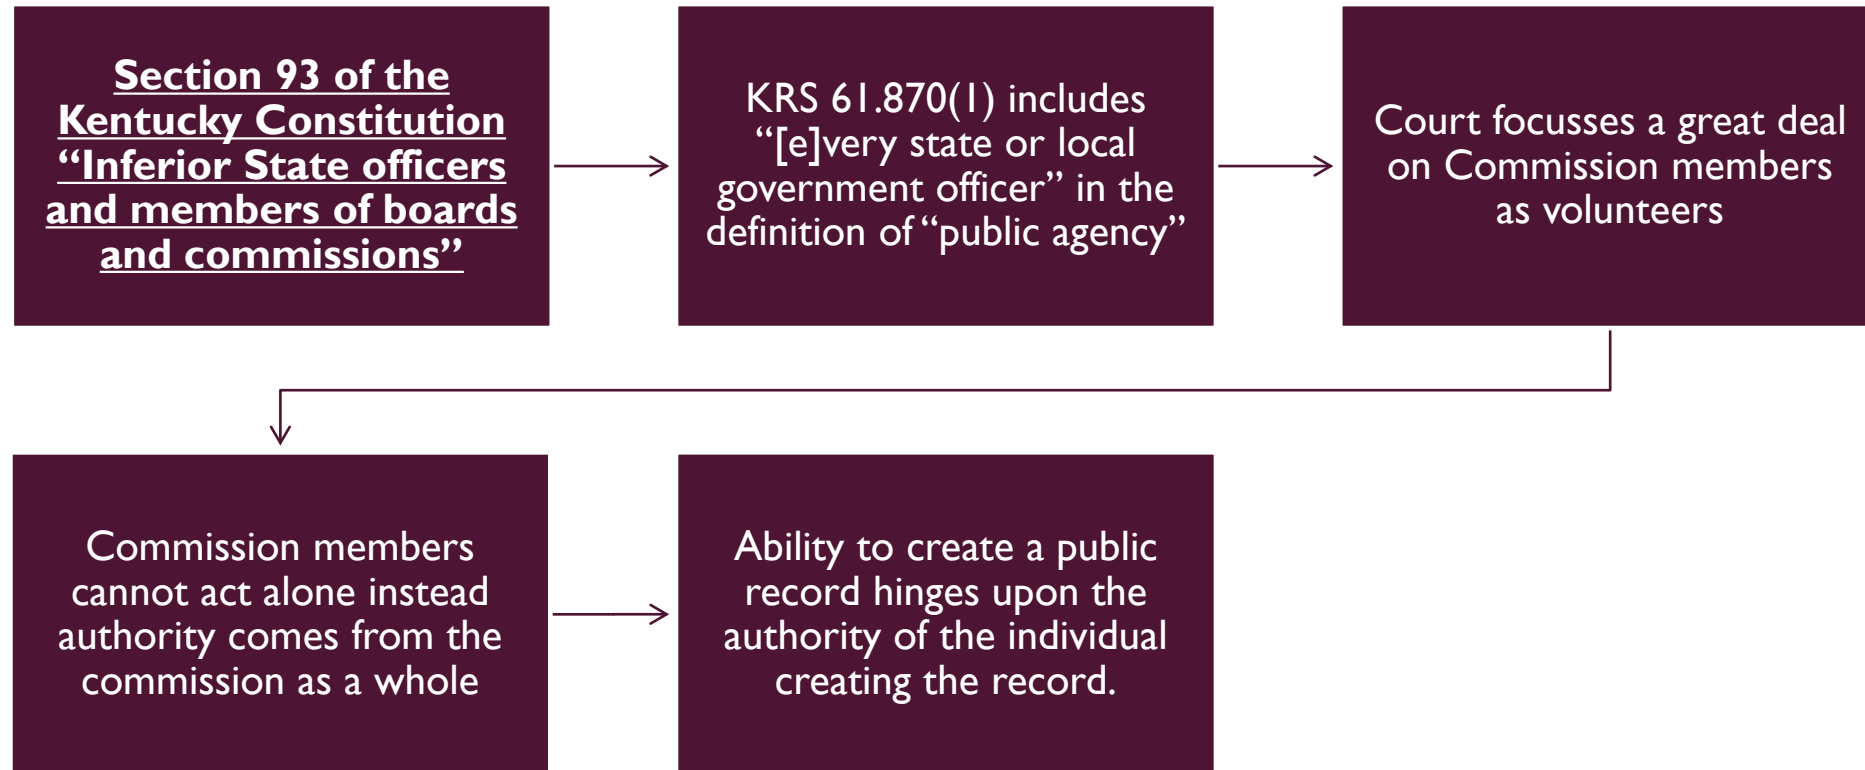 Section 93 of the
Kentucky Constitution
“Inferior State officers
and members of boards
and commissions”
KRS 61.870(1) includes
“[e]very state or local
government officer” in the
definition of “public agency”
Court focusses a great deal
on Commission members
as volunteers
Commission members
cannot act alone instead
authority comes from the
commission as a whole
Ability to create a public
record hinges upon the
authority of the individual
creating the record.